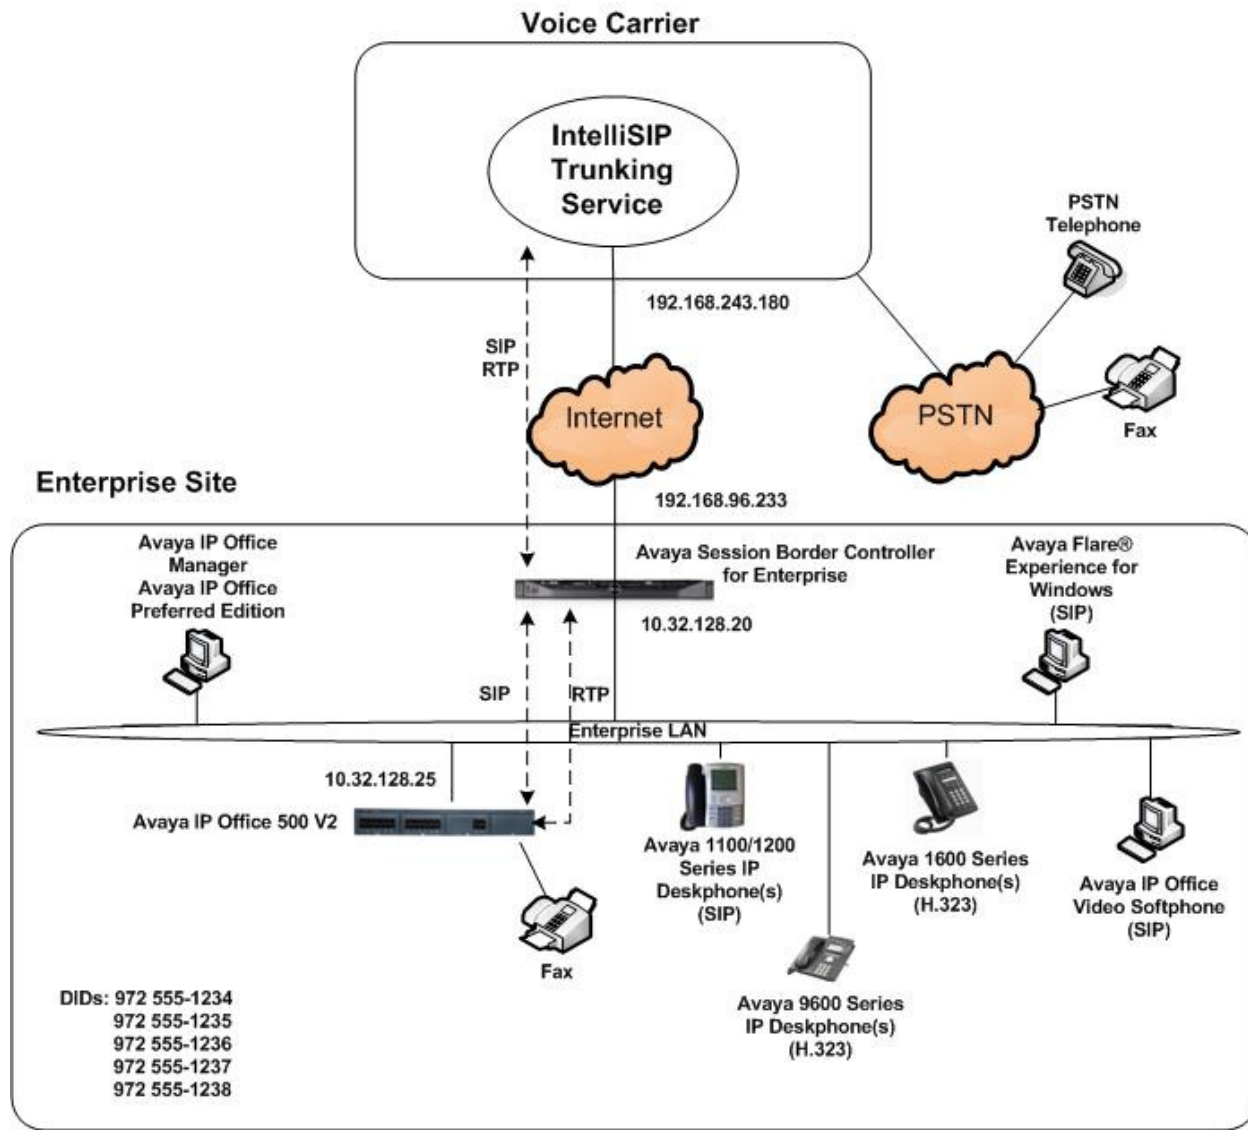 Voice Carrier
IntelliSIP
Trunking
Service
PSTN
Telephone
192.168.243.180
SIP
RTP
Internet
PSTN
Fax
Enterprise Site
192.168.96.233
Avaya IP Office
Manager
Avaya IP Office
Preferred Edition
Avaya Session Border Controller
for Enterprise
Avaya Flare®
Experience for
Windows
(SIP)
10.32.128.20
SIP
RTP
Enterprise LAN
10.32.128.25
Avaya IP Office 500 V2
Avaya 1100/1200
Series IP
Deskphone(s)
(SIP)
Avaya 1600 Series
IP Deskphone(s)
(H.323)
Avaya IP Office
Video Softphone
(SIP)
Fax
Avaya 9600 Series
IP Deskphone(s)
(H.323)
DIDs: 972 555-1234
972 555-1235
972 555-1236
972 555-1237
972 555-1238